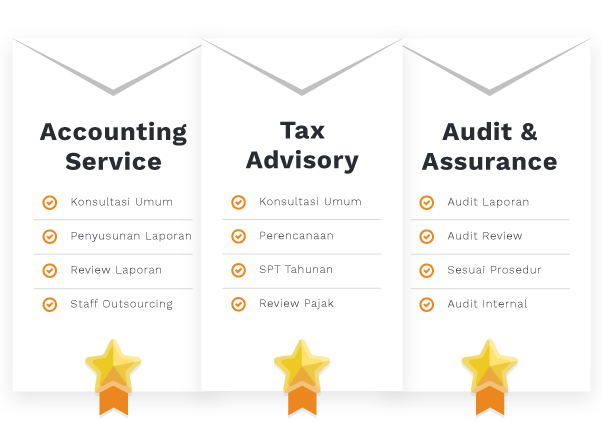 Accounting
Service
Konsultasi Umum
Penyusunan Laporan
Review Laporan
Staff Outsourcing
Tax
Advisory
Konsultasi Umum
Perencanaan
SPT Tahunan
Review Pajak
Audit &
Assurance
Audit Laporan
Audit Review
Sesuai Prosedur
Audit Internal